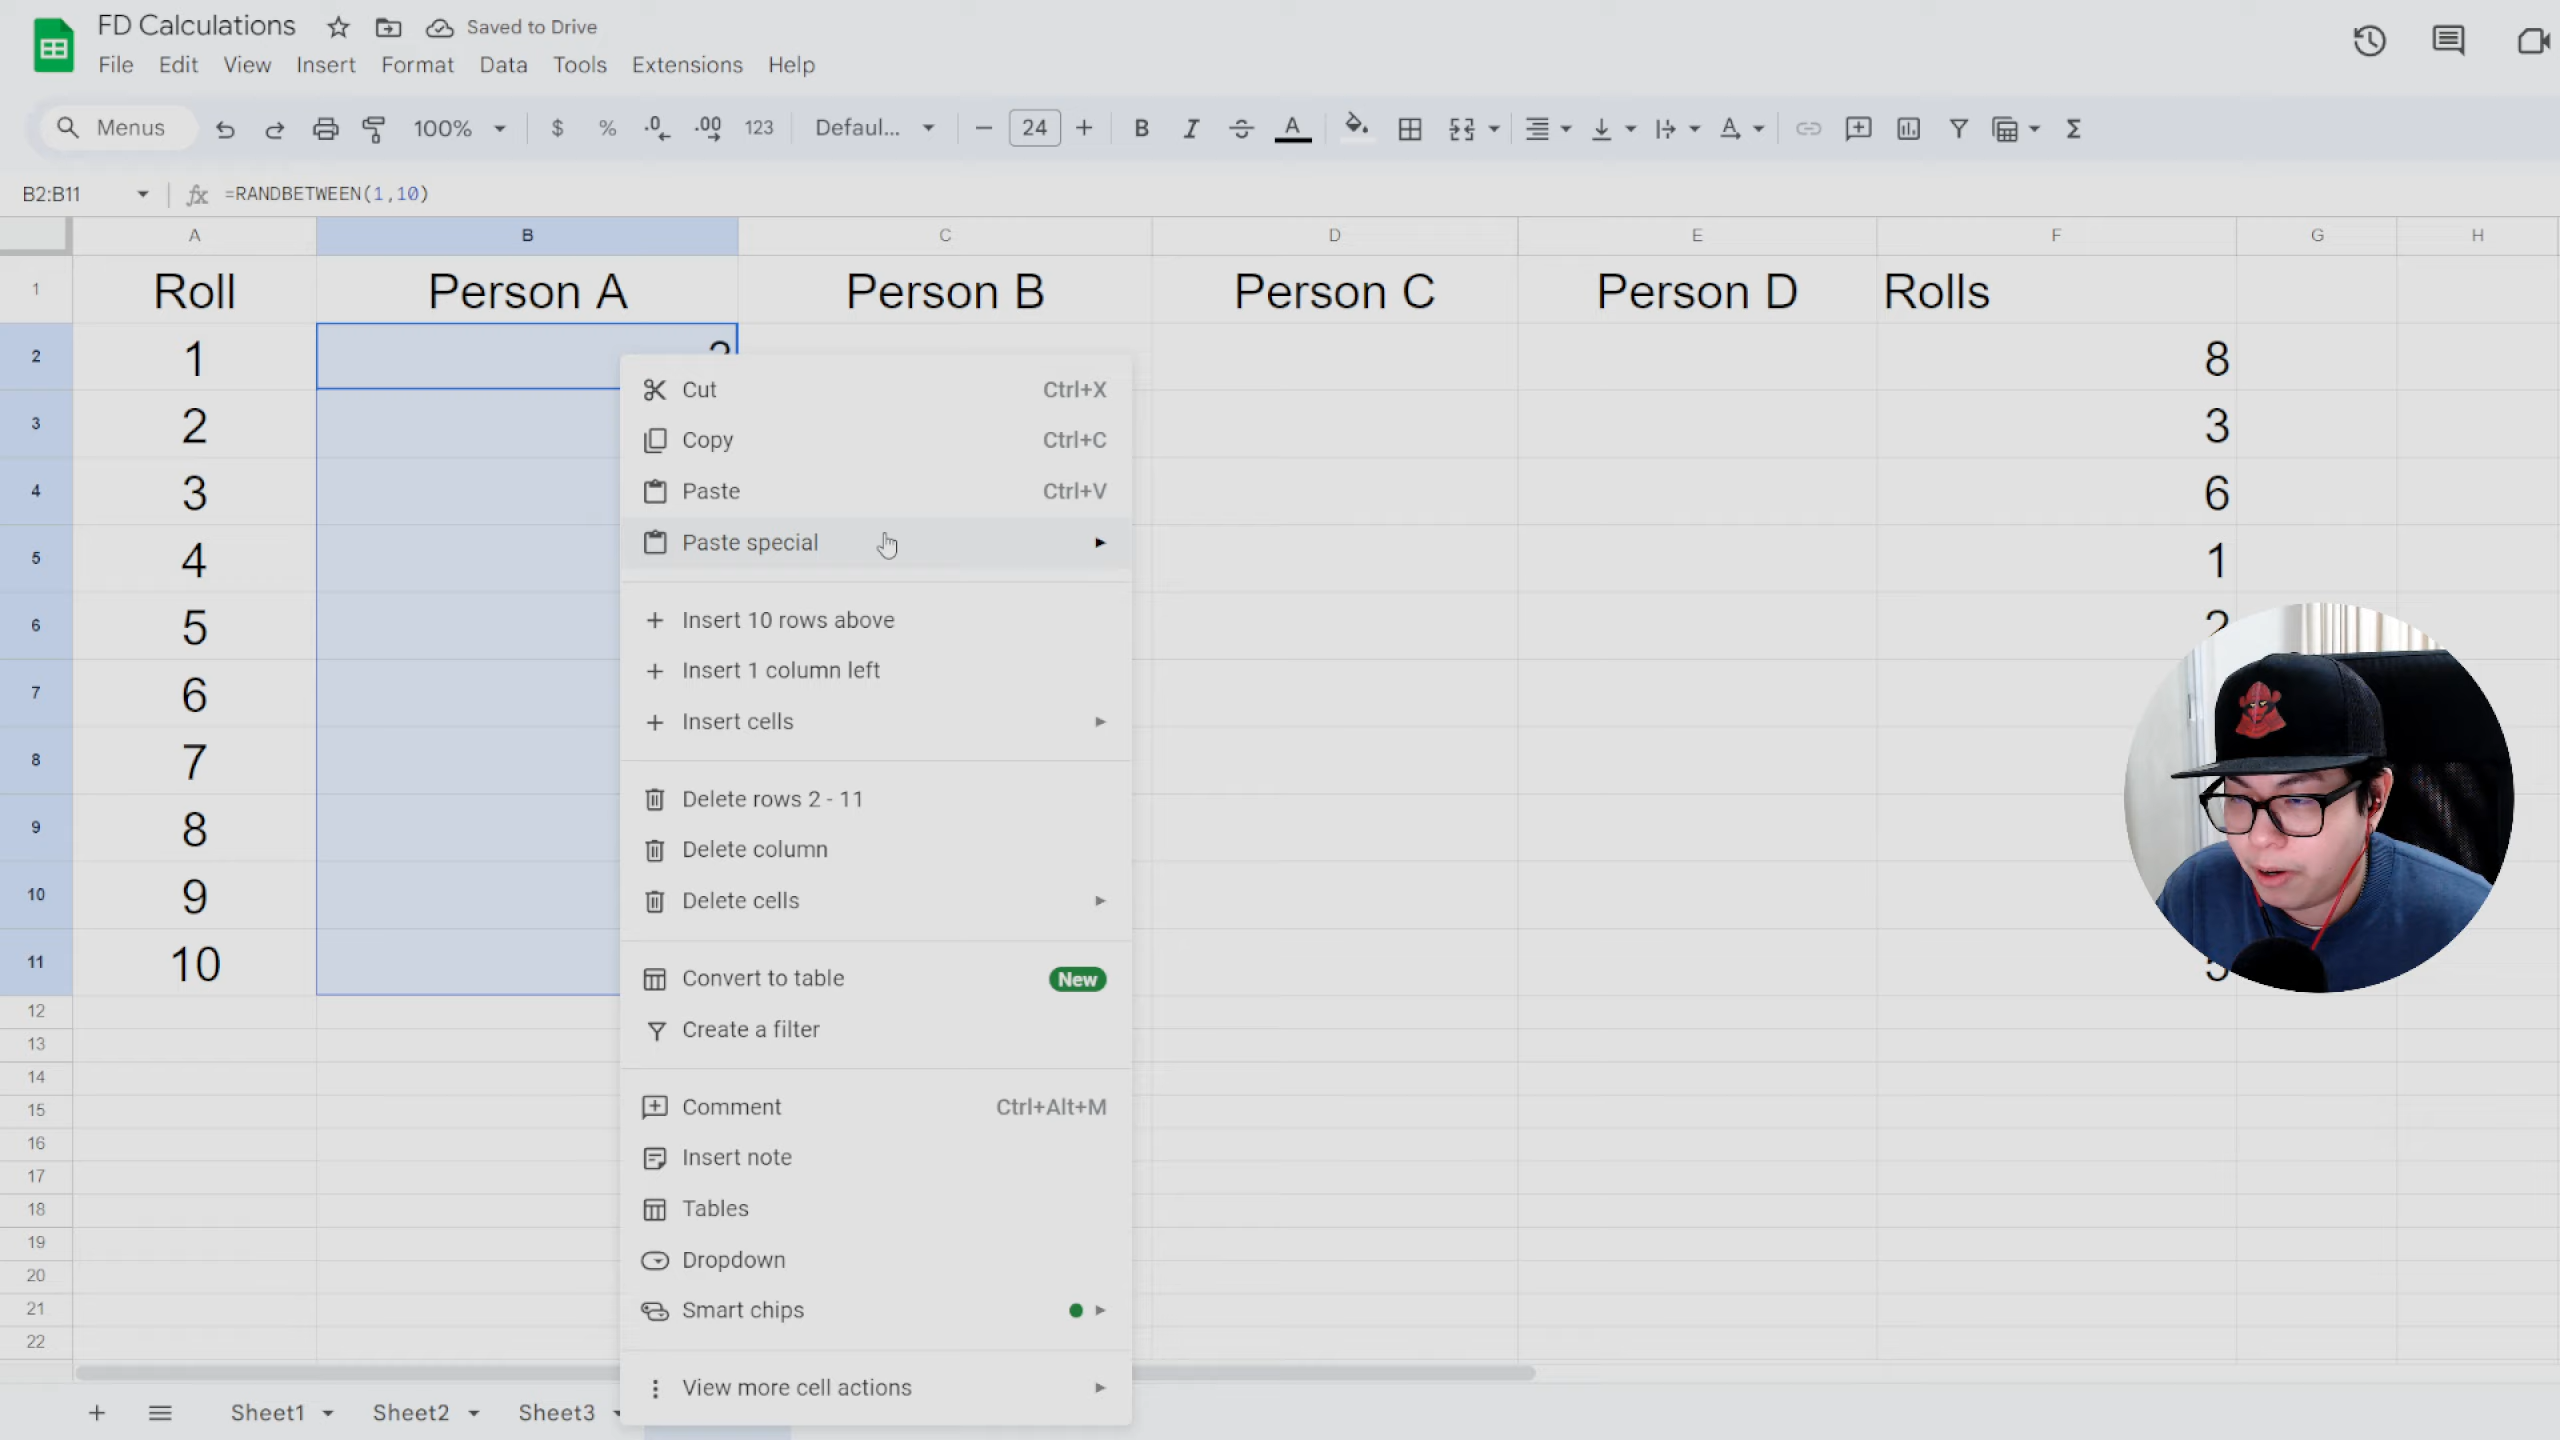 FD Calculations
Saved to Drive
File Edit View Insert Format Data Tools Extensions Help
Menus 100% $ % .0 .00 123 Defaul... 24 B I A
B2:B11 fx =RANDBETWEEN(1,10)
A B C D E F G H
1 Roll Person A Person B Person C Person D Rolls
2 1 8
3 2 3
4 3 6
5 4 1
6 5 2
7 6
8 7
9 8
10 9
11 10
12
13
14
15
16
17
18
19
20
21
22
Cut Ctrl+X
Copy Ctrl+C
Paste Ctrl+V
Paste special
Insert 10 rows above
Insert 1 column left
Insert cells
Delete rows 2 - 11
Delete column
Delete cells
Convert to table New
Create a filter
Comment Ctrl+Alt+M
Insert note
Tables
Dropdown
Smart chips
View more cell actions
Sheet1 Sheet2 Sheet3